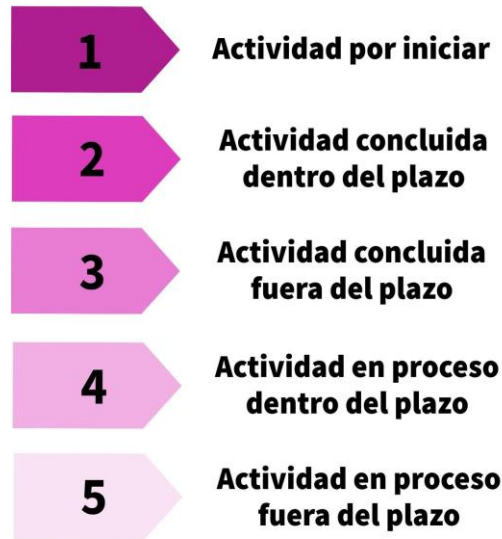 1
Actividad por iniciar
2
Actividad concluida
dentro del plazo
3
Actividad concluida
fuera del plazo
4
Actividad en proceso
dentro del plazo
5
Actividad en proceso
fuera del plazo